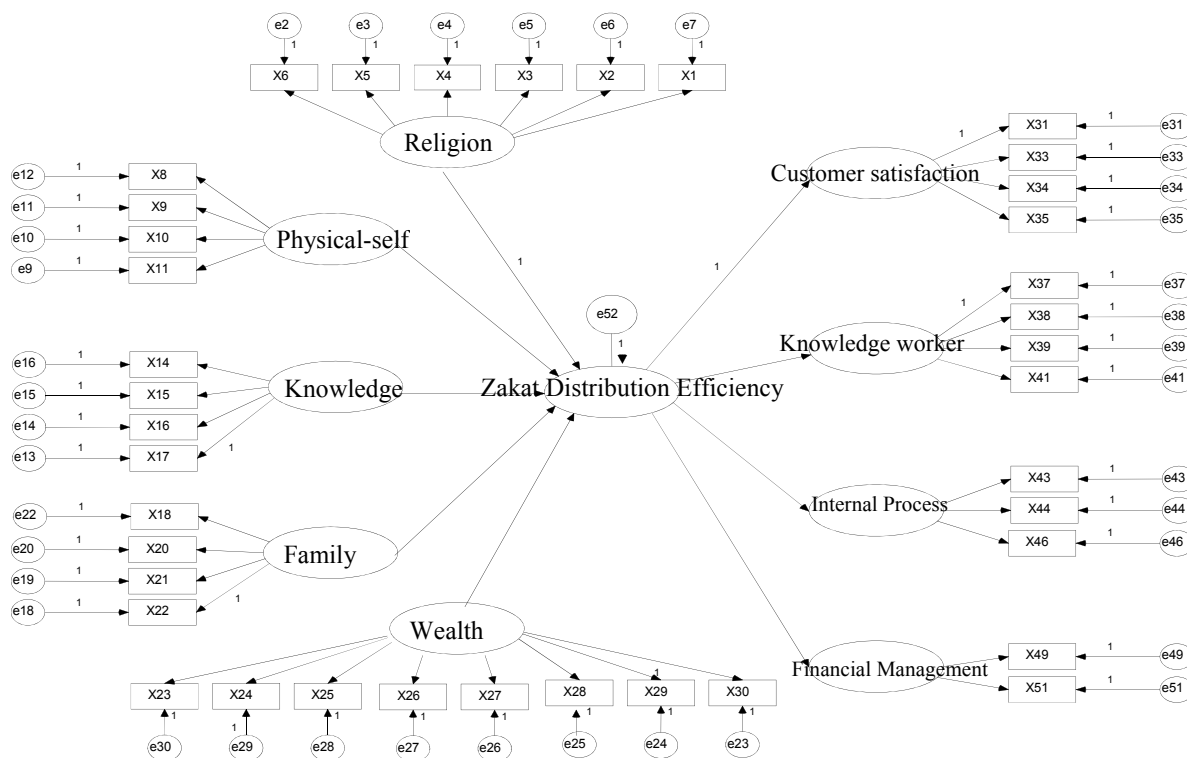 e2 e3 e4 e5 e6 e7
1 1 1 1 1 1
X6 X5 X4 X3 X2 X1
Religion
1
e12 1 X8
e11 1 X9
e10 1 X10
e9 1 X11
Physical-self
e16 1 X14
e15 1 X15
e14 1 X16
e13 1 X17
1
Knowledge
e22 1 X18
e20 1 X20
e19 1 X21
e18 1 X22
1
Family
Wealth
1
X23 X24 X25 X26 X27 X28 X29 X30
1 1 1 1 1 1 1 1
e30 e29 e28 e27 e26 e25 e24 e23
e52
1
Zakat Distribution Efficiency
1
Customer satisfaction
1
X31 1 e31
X33 1 e33
X34 1 e34
X35 1 e35
Knowledge worker
1
X37 1 e37
X38 1 e38
X39 1 e39
X41 1 e41
Internal Process
X43 1 e43
X44 1 e44
X46 1 e46
Financial Management
X49 1 e49
X51 1 e51